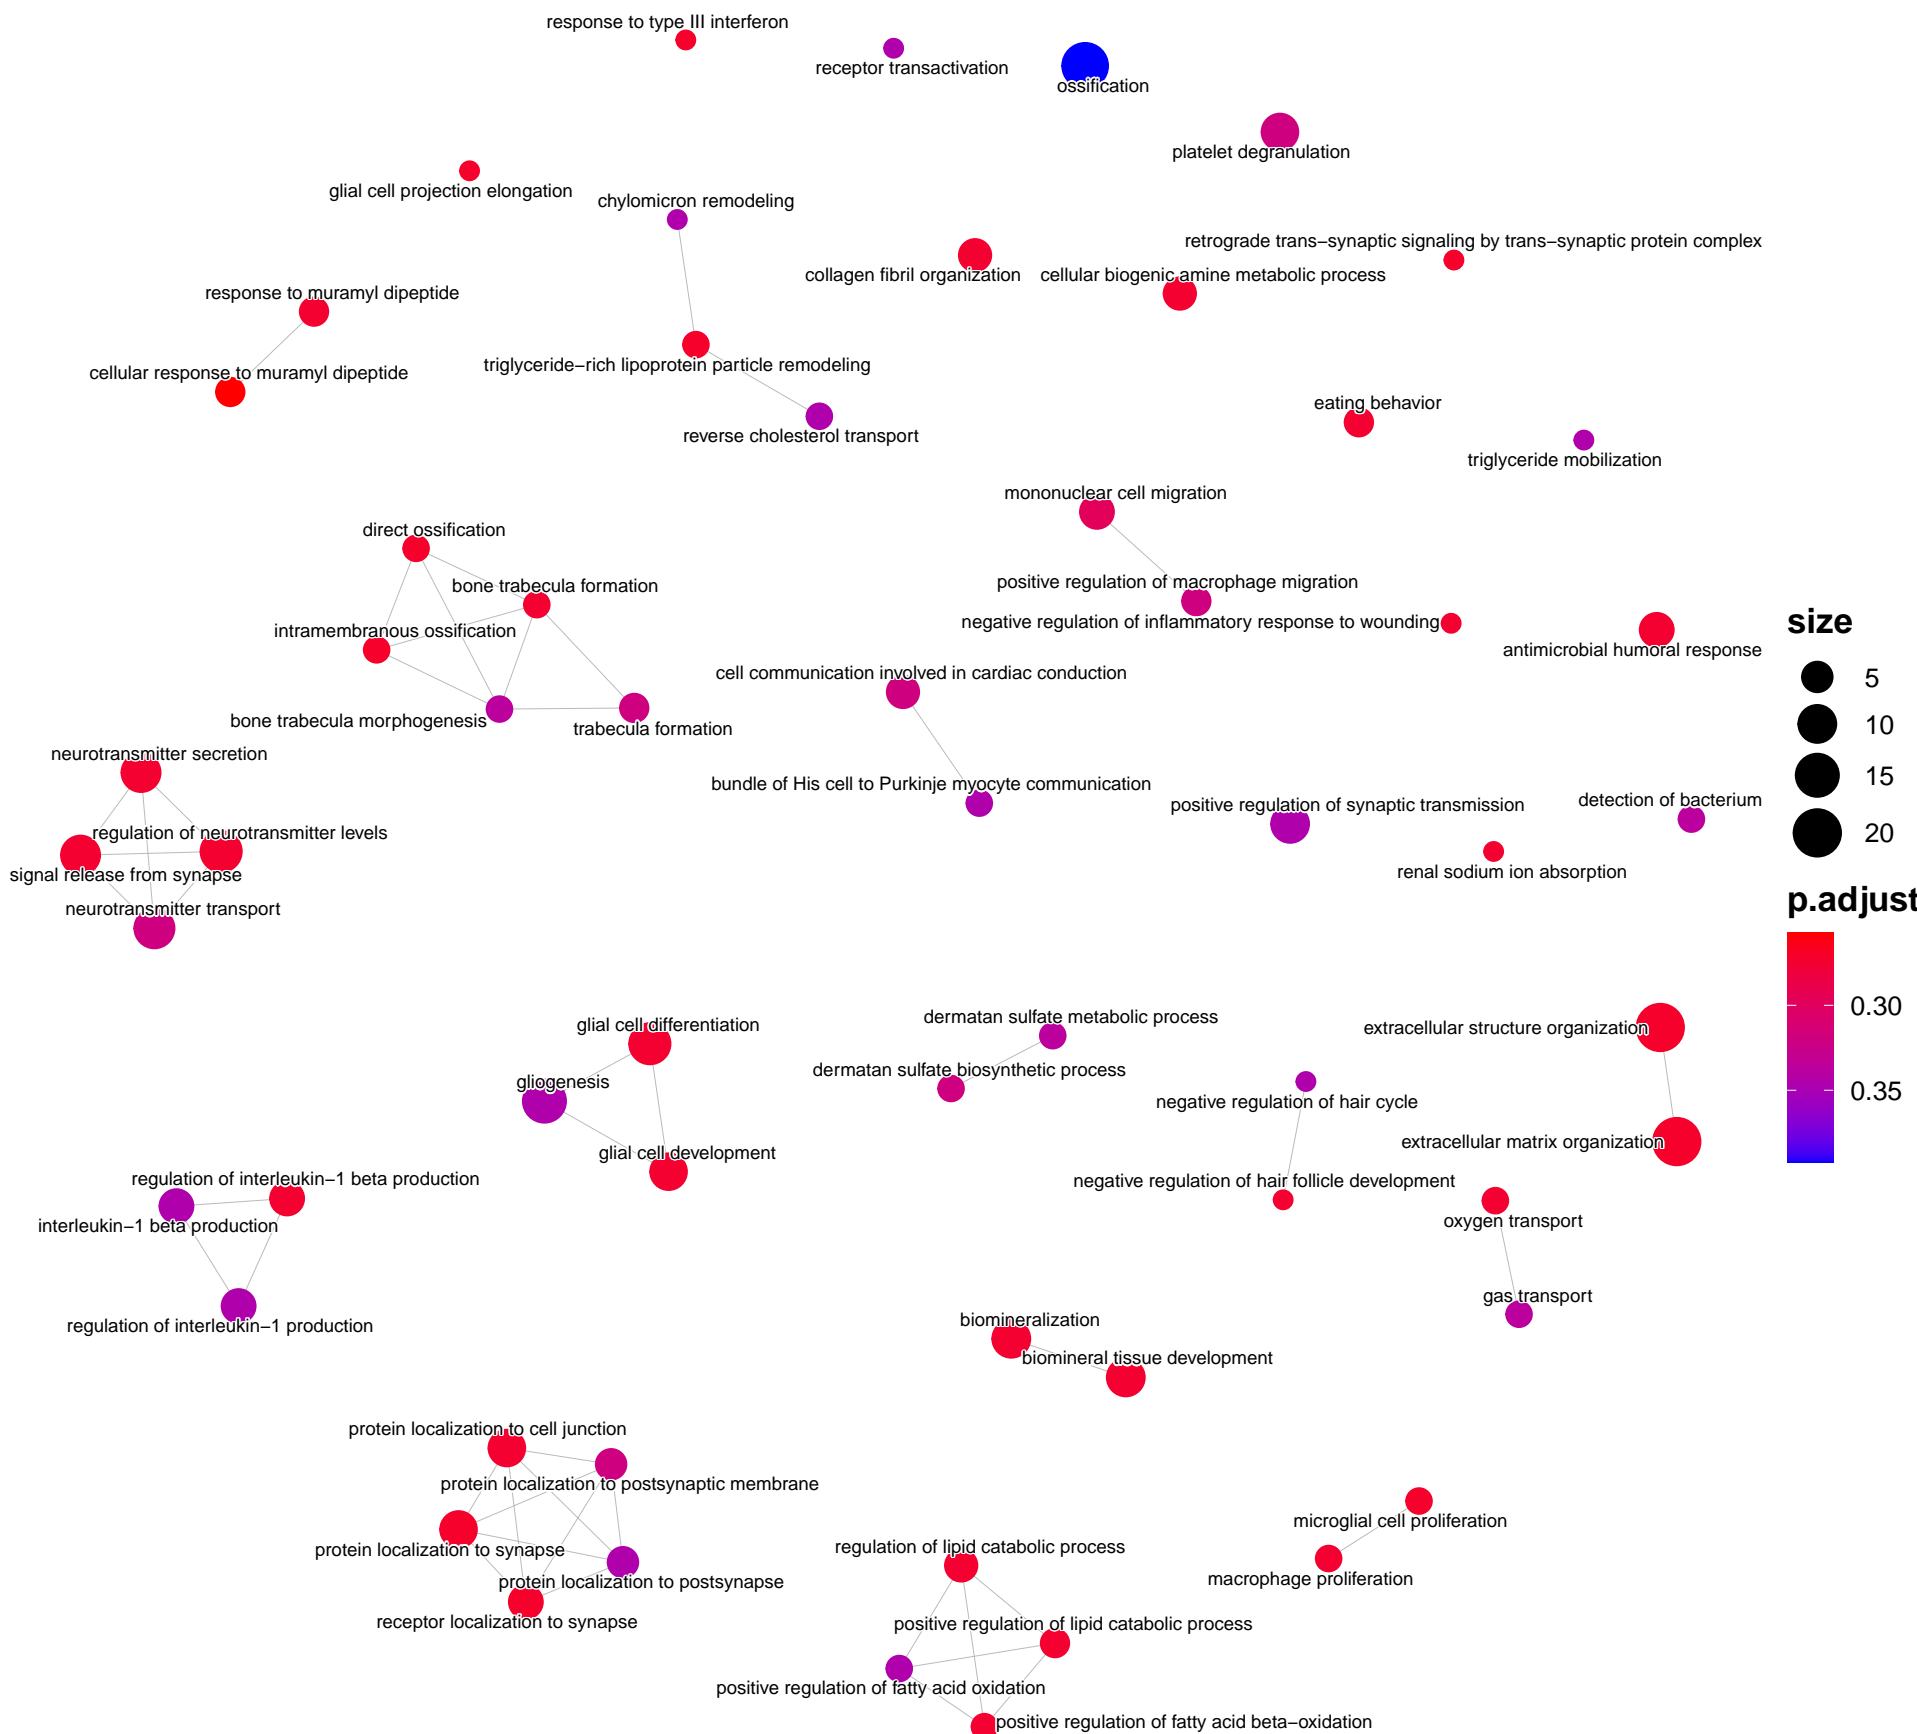 response to type III interferon
receptor transactivation
ossification
platelet degranulation
glial cell projection elongation
chylomicron remodeling
retrograde trans−synaptic signaling by trans−synaptic protein complex
collagen fibril organization
cellular biogenic amine metabolic process
response to muramyl dipeptide
triglyceride−rich lipoprotein particle remodeling
cellular response to muramyl dipeptide
eating behavior
reverse cholesterol transport
triglyceride mobilization
mononuclear cell migration
direct ossification
bone trabecula formation
positive regulation of macrophage migration
negative regulation of inflammatory response to wounding
intramembranous ossification
antimicrobial humoral response
cell communication involved in cardiac conduction
bone trabecula morphogenesis
trabecula formation
neurotransmitter secretion
bundle of His cell to Purkinje myocyte communication
positive regulation of synaptic transmission
detection of bacterium
regulation of neurotransmitter levels
signal release from synapse
renal sodium ion absorption
neurotransmitter transport
size
5
10
15
20
p.adjust
0.30
0.35
glial cell differentiation
dermatan sulfate metabolic process
extracellular structure organization
gliogenesis
dermatan sulfate biosynthetic process
negative regulation of hair cycle
extracellular matrix organization
glial cell development
regulation of interleukin−1 beta production
negative regulation of hair follicle development
interleukin−1 beta production
oxygen transport
gas transport
regulation of interleukin−1 production
biomineralization
biomineral tissue development
protein localization to cell junction
protein localization to postsynaptic membrane
microglial cell proliferation
protein localization to synapse
regulation of lipid catabolic process
protein localization to postsynapse
macrophage proliferation
receptor localization to synapse
positive regulation of lipid catabolic process
positive regulation of fatty acid oxidation
positive regulation of fatty acid beta−oxidation